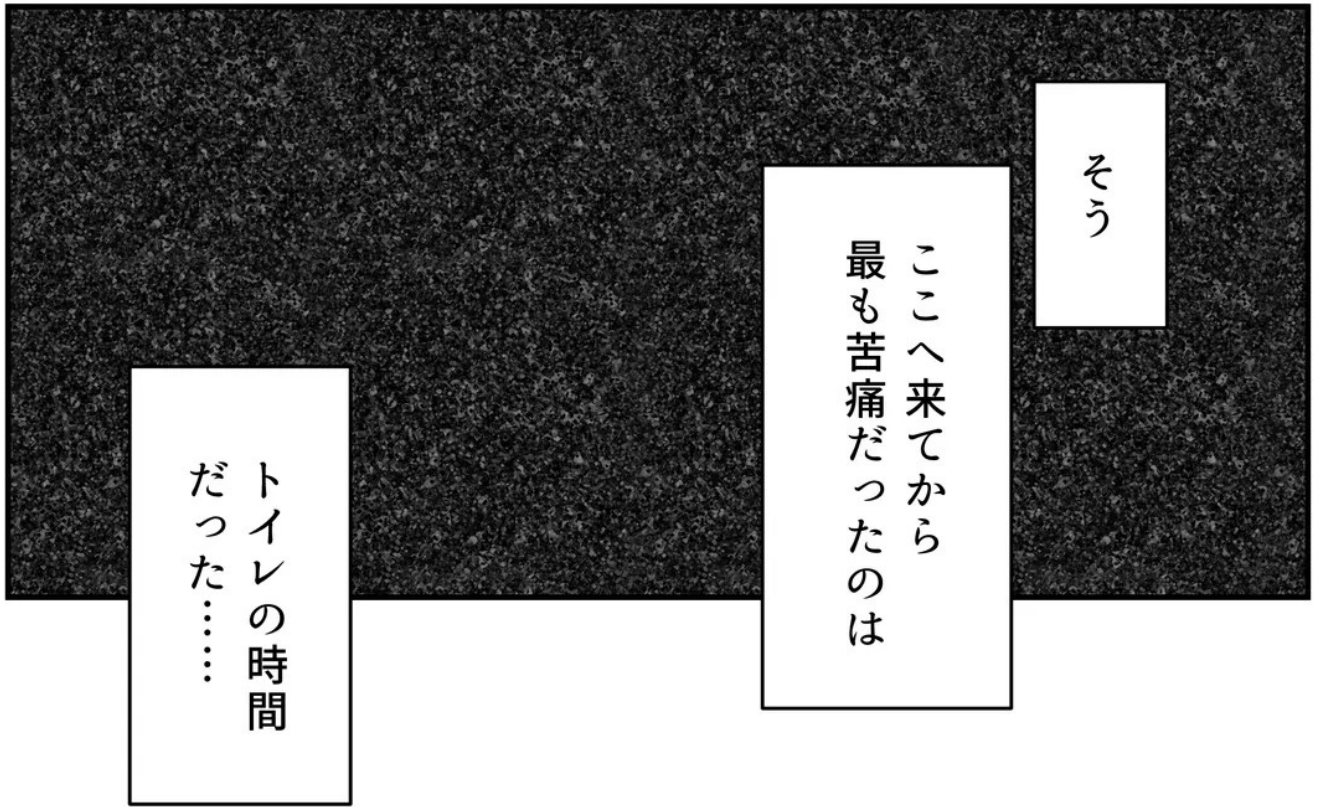 そう
ここへ来てから
最も苦痛だったのは
トイレの時間
だった……